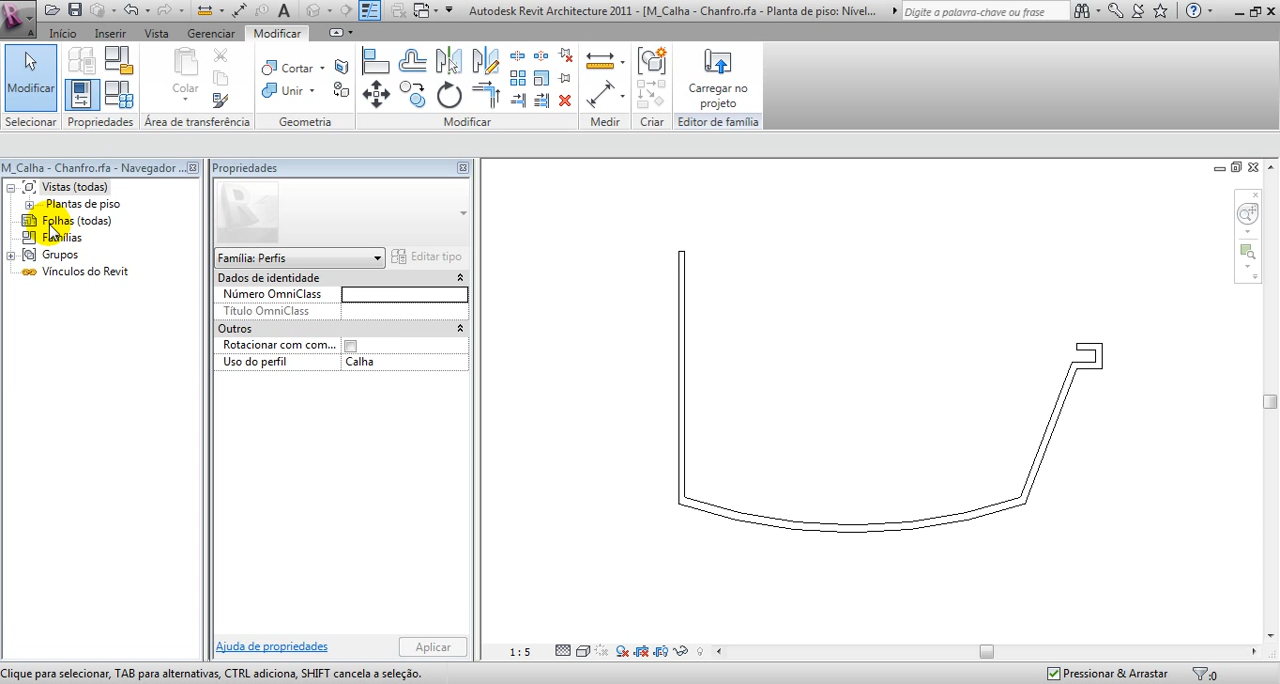 Autodesk Revit Architecture 2011 - [M_Calha - Chanfro.rfa - Planta de piso: Nível...
Digite a palavra-chave ou frase
Início Inserir Vista Gerenciar Modificar
Modificar
Colar
Cortar
Unir
Carregar no
projeto
Selecionar Propriedades Área de transferência Geometria Modificar Medir Criar Editor de família
M_Calha - Chanfro.rfa - Navegador ...
Vistas (todas)
Plantas de piso
Folhas (todas)
Famílias
Grupos
Vínculos do Revit
Propriedades
Família: Perfis
Editar tipo
Dados de identidade
Número OmniClass
Título OmniClass
Outros
Rotacionar com com...
Uso do perfil Calha
Ajuda de propriedades
Aplicar
1 : 5
Clique para selecionar, TAB para alternativas, CTRL adiciona, SHIFT cancela a seleção.
Pressionar & Arrastar
:0